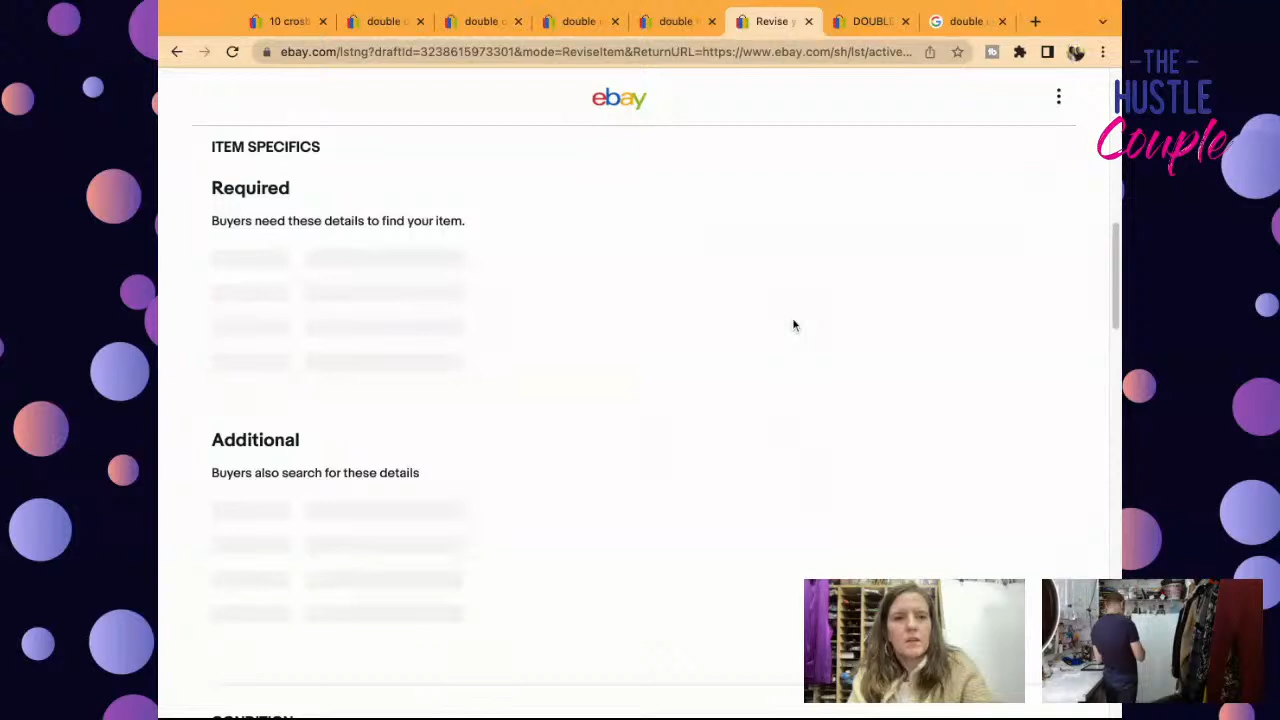 10 crosb
double
double
double
double
Revise y
DOUBLE
double
ebay.com/lstng?draftId=3238615973301&mode=ReviseItem&ReturnURL=https://www.ebay.com/sh/lst/active...
-THE-
HUSTLE
Couple
ebay
ITEM SPECIFICS
Required
Buyers need these details to find your item.
Additional
Buyers also search for these details